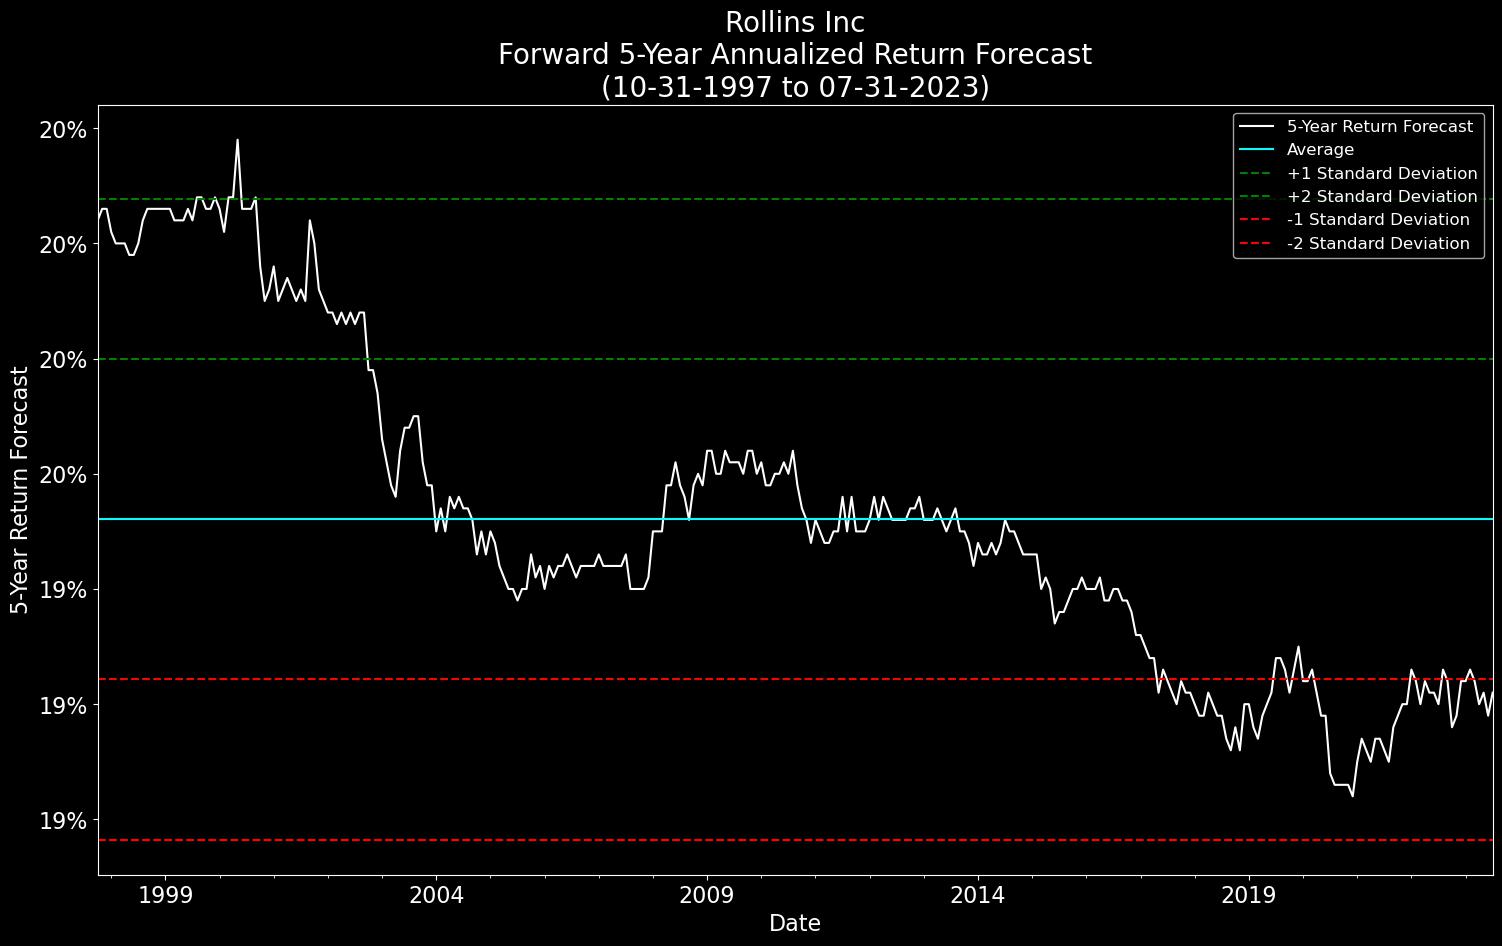 Rollins Inc
Forward 5-Year Annualized Return Forecast
(10-31-1997 to 07-31-2023)
5-Year Return Forecast
Average
+1 Standard Deviation
+2 Standard Deviation
-1 Standard Deviation
-2 Standard Deviation
20%
20%
20%
20%
19%
19%
19%
5-Year Return Forecast
1999
2004
2009
2014
2019
Date